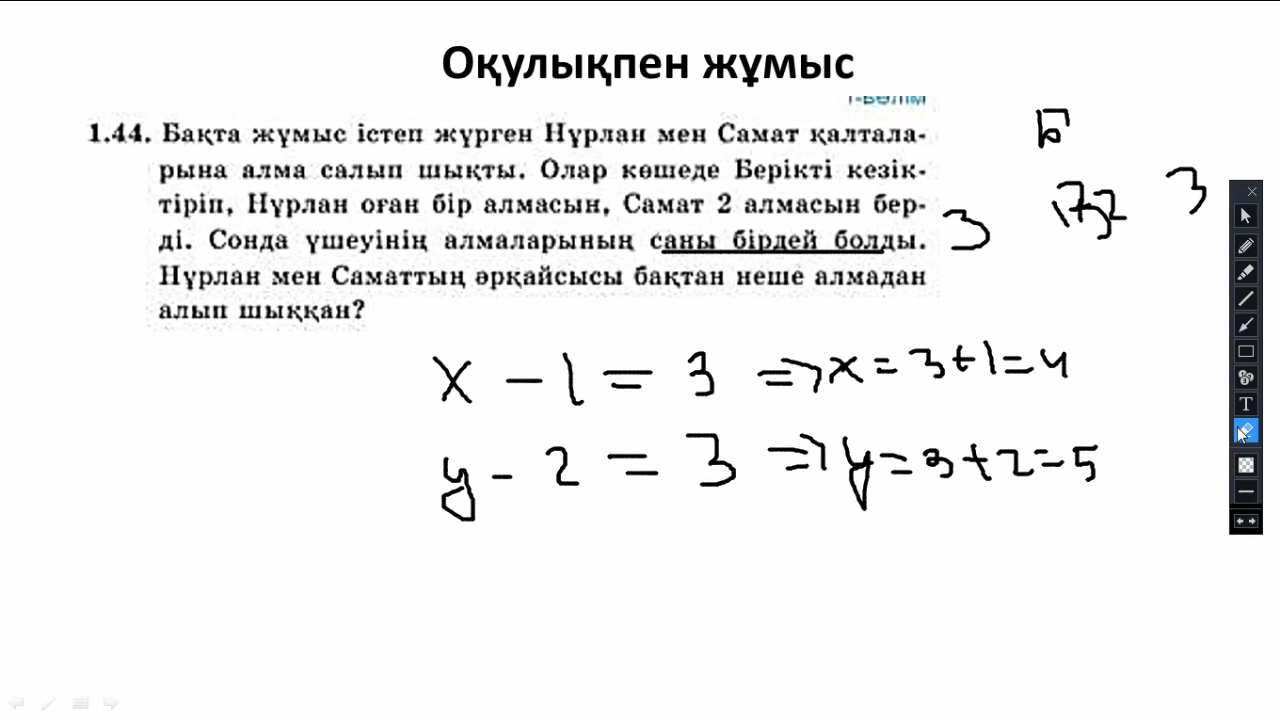 Оқулықпен жұмыс
1-БӨЛІМ
1.44. Бақта жұмыс істеп жүрген Нұрлан мен Самат қалтала-
рына алма салып шықты. Олар көшеде Берікті кезік-
тіріп, Нұрлан оған бір алмасын, Самат 2 алмасын бер-
ді. Сонда үшеуінің алмаларының саны бірдей болды.
Нұрлан мен Саматтың әрқайсысы бақтан неше алмадан
алып шыққан?
Б
3
3
x - 1 = 3 => x = 3+1=4
y - 2 = 3 => y = 3+2=5
T